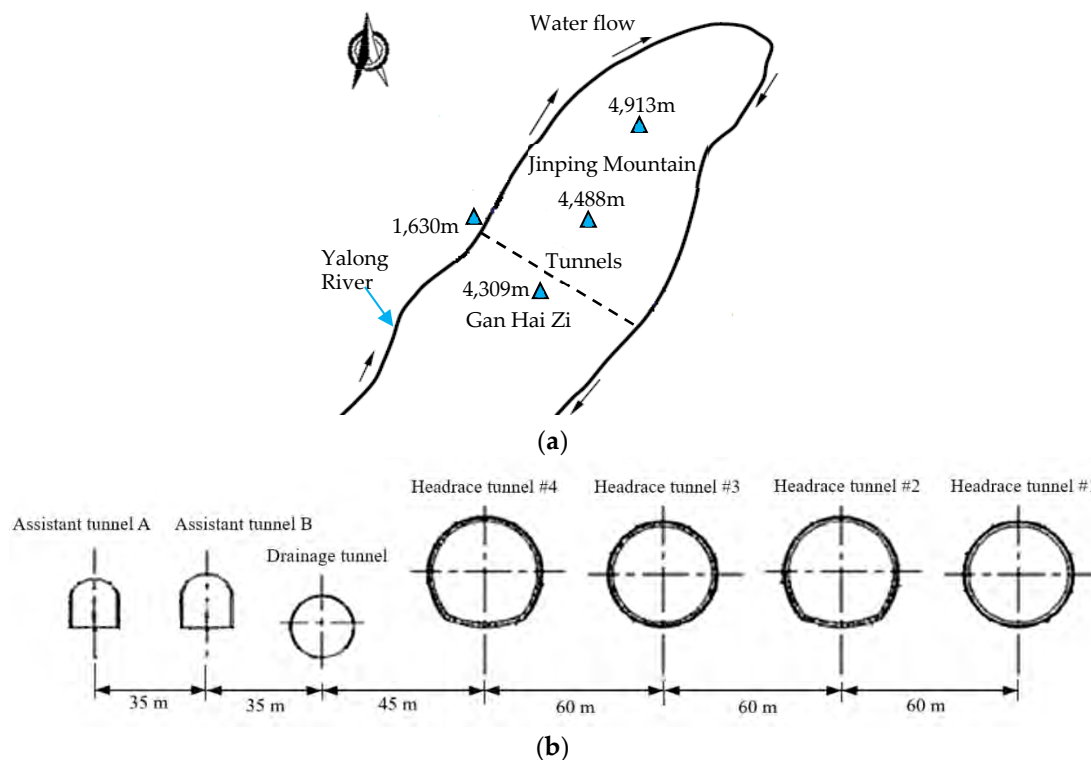 Water flow
4,913m
Jinping Mountain
4,488m
1,630m
Yalong
River
Tunnels
4,309m
Gan Hai Zi
(a)
Headrace tunnel #4
Headrace tunnel #3
Headrace tunnel #2
Headrace tunnel #1
Assistant tunnel A
Assistant tunnel B
Drainage tunnel
35 m
35 m
45 m
60 m
60 m
60 m
(b)